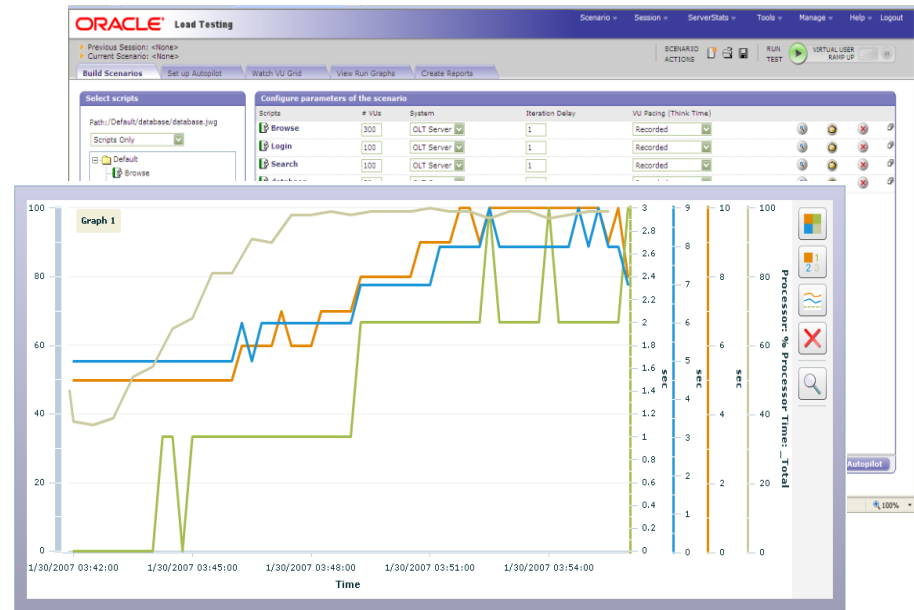 ORACLE Load Testing
Scenario Session ServerStats Tools Manage Help Logout
Previous Session: <None>
Current Scenario: <None>
SCENARIO ACTIONS
RUN TEST
VIRTUAL USER RAMP UP
Build Scenarios Set up Autopilot Watch VU Grid View Run Graphs Create Reports
Select scripts
Configure parameters of the scenario
Path:/Default/database/database.jwg
Scripts # VUs System Iteration Delay VU Pacing (Think Time)
Scripts Only
Browse 300 OLT Server 1 Recorded
Login 100 OLT Server 1 Recorded
Search 100 OLT Server 1 Recorded
Default
Browse
Graph 1
100 3 9 10 100
2.8
2.6 8
80 2.4 8 80
2.2 7
2 6
60 1.8 6 60
1.6 5
1.4 4
40 1.2 4 40
1 3
0.8
20 0.6 2 2 20
0.4 1
0.2
0 0 0 0 0
sec
sec
sec
Processor: % Processor Time: _Total
1/30/2007 03:42:00 1/30/2007 03:45:00 1/30/2007 03:48:00 1/30/2007 03:51:00 1/30/2007 03:54:00
Time
1
2 3
Autopilot
100%